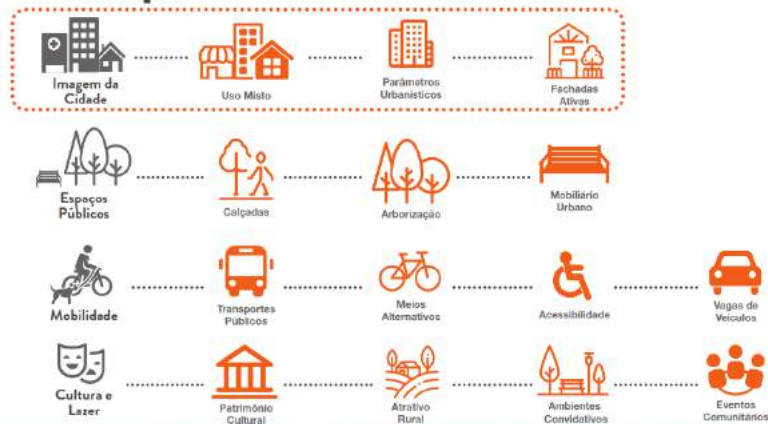 Imagem da
Cidade
Uso Misto
Parâmetros
Urbanísticos
Fachadas
Ativas
Espaços
Públicos
Calçadas
Arborização
Mobiliário
Urbano
Mobilidade
Transportes
Públicos
Meios
Alternativos
Acessibilidade
Vagas de
Veículos
Cultura e
Lazer
Patrimônio
Cultural
Atrativo
Rural
Ambientes
Convidativos
Eventos
Comunitários